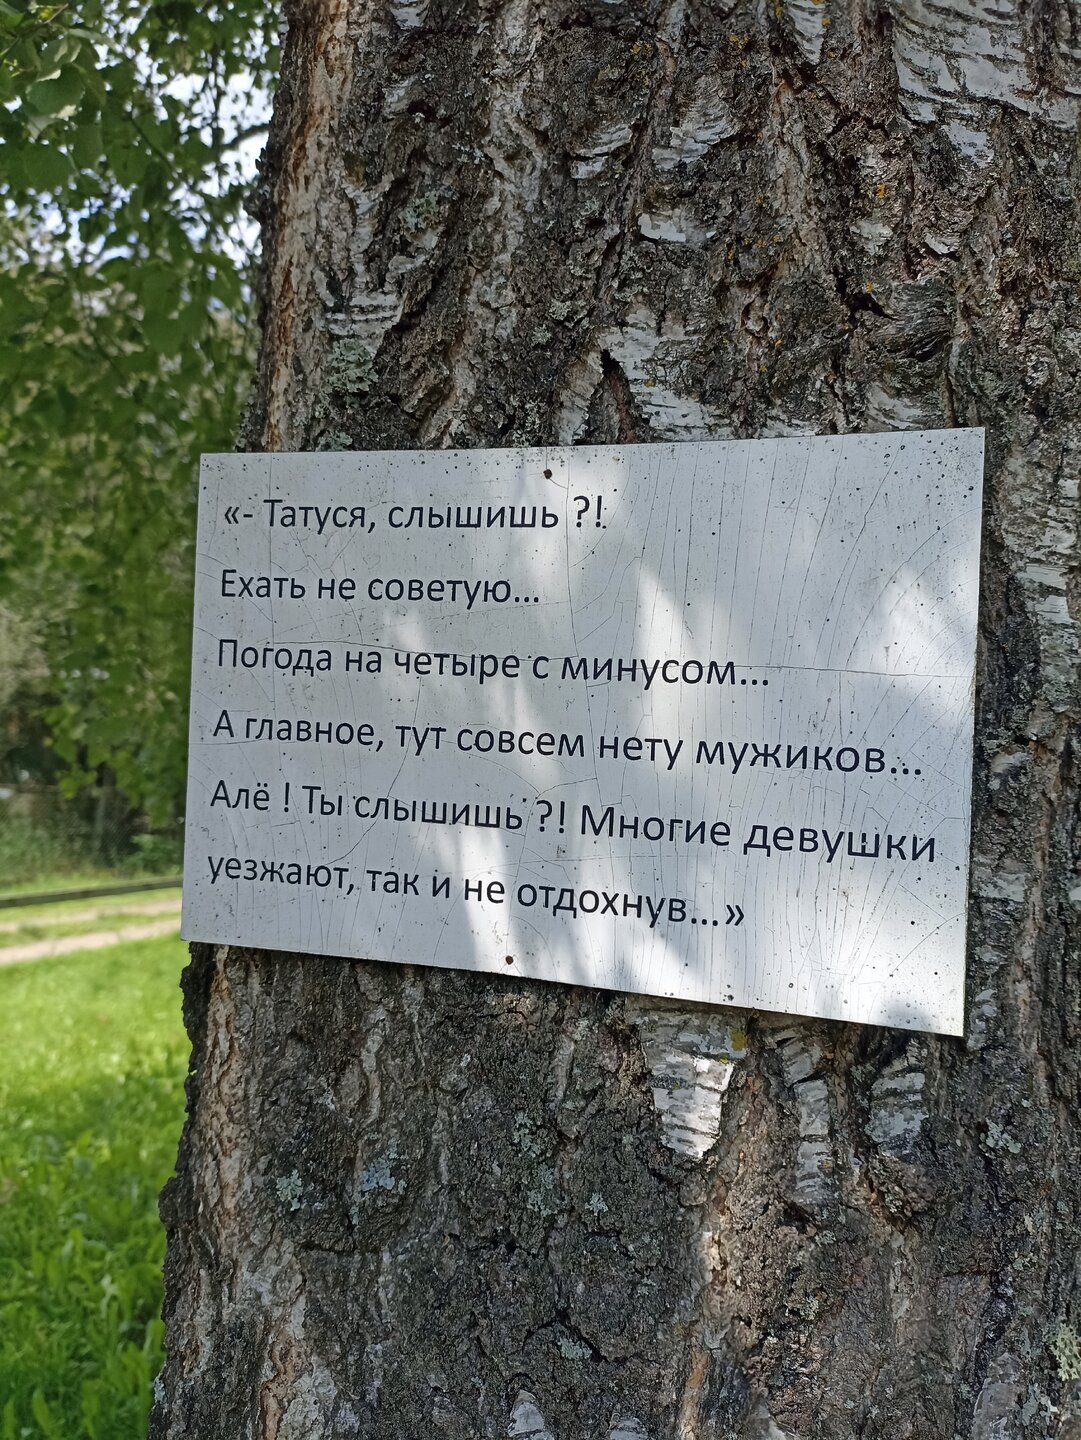 «- Татуся, слышишь ?!
Ехать не советую...
Погода на четыре с минусом...
А главное, тут совсем нету мужиков...
Алё ! Ты слышишь ?! Многие девушки
уезжают, так и не отдохнув...»